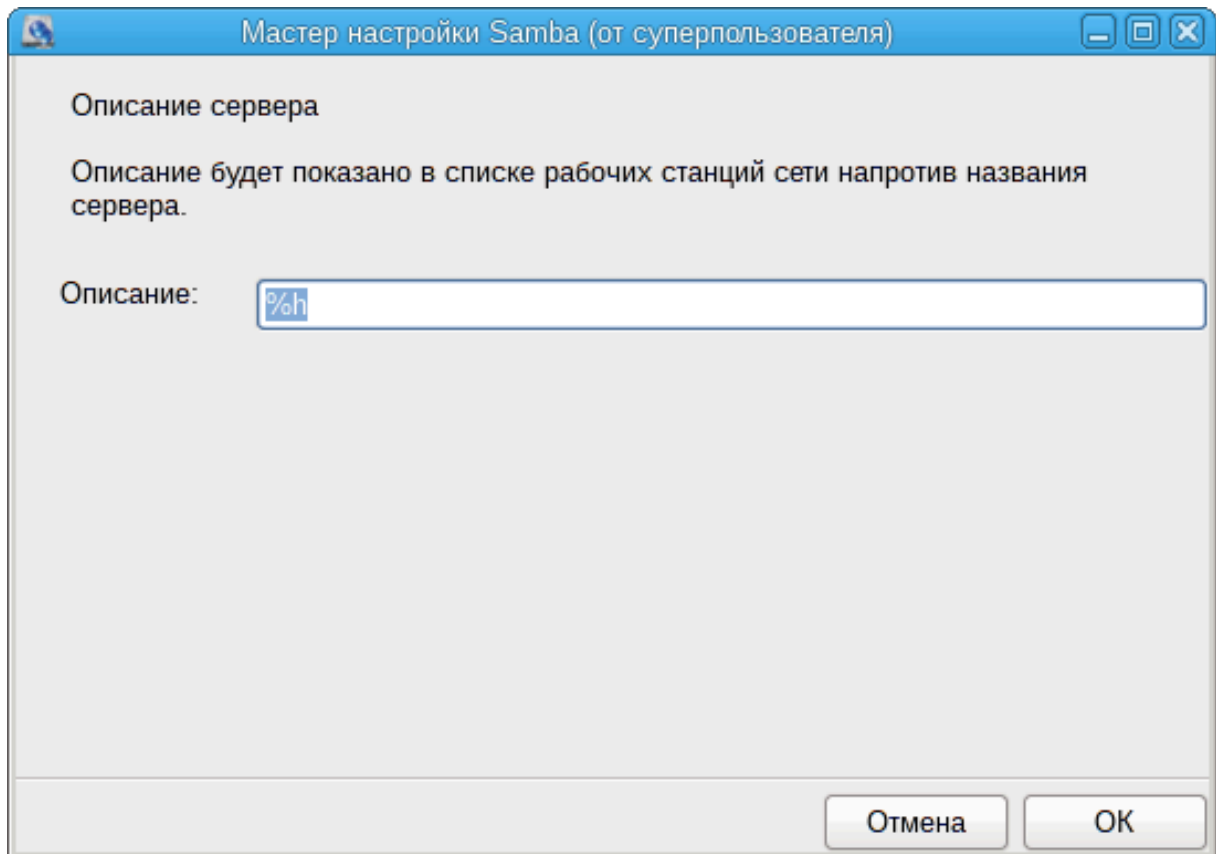 Мастер настройки Samba (от суперпользователя)
Описание сервера
Описание будет показано в списке рабочих станций сети напротив названия
сервера.
Описание: %h
Отмена ОК